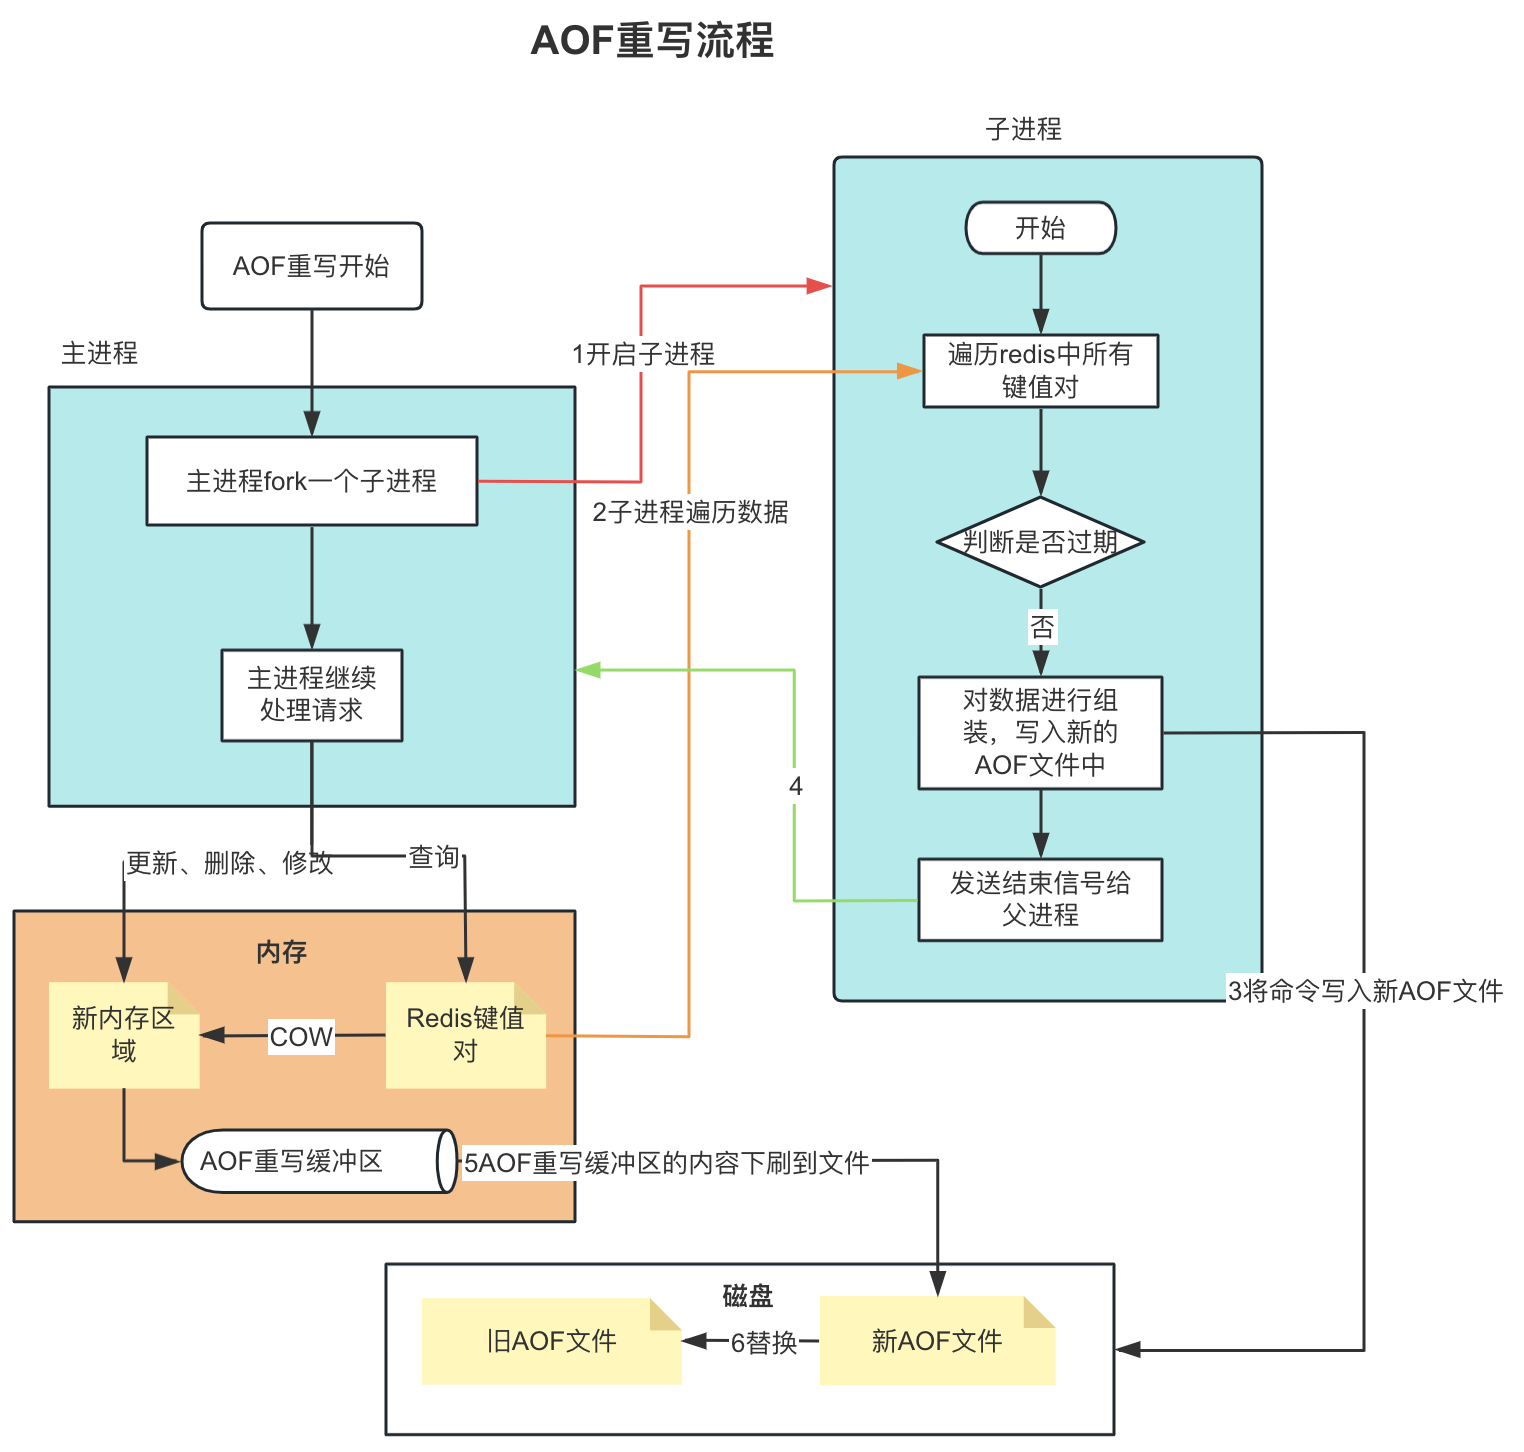 AOF重写流程
子进程
开始
AOF重写开始
主进程
1开启子进程
遍历redis中所有
键值对
主进程fork一个子进程
2子进程遍历数据
判断是否过期
否
主进程继续
处理请求
对数据进行组
装，写入新的
AOF文件中
4
更新、删除、修改
查询
发送结束信号给
父进程
内存
3将命令写入新AOF文件
新内存区
域
COW
Redis键值
对
AOF重写缓冲区
5AOF重写缓冲区的内容下刷到文件
磁盘
旧AOF文件
6替换
新AOF文件